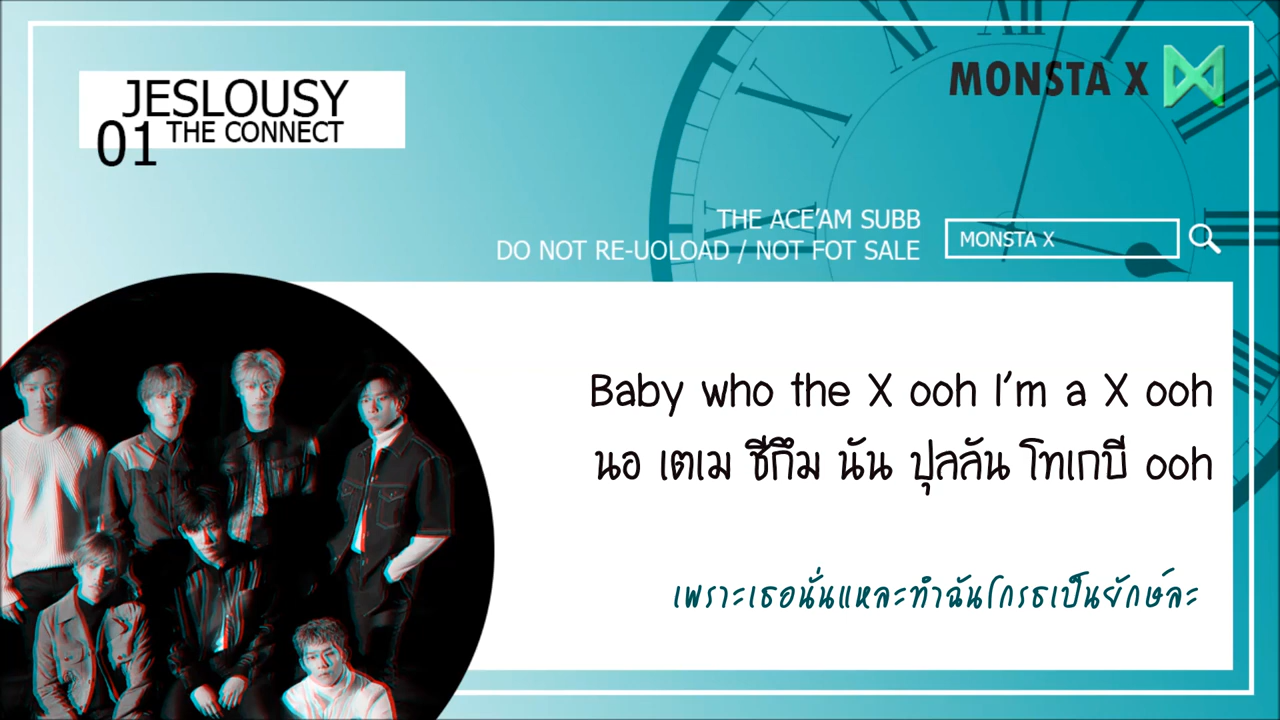 JESLOUSY
01 THE CONNECT
MONSTA X
THE ACE’AM SUBB
DO NOT RE-UOLOAD / NOT FOT SALE
MONSTA X
Baby who the X ooh I’m a X ooh
นอ เตเม ชีกึม นัน ปุลลัน โทเกบี ooh
เพราะเธอนั่นแหละทำฉันโกรธเป็นยักษ์ละ
XII